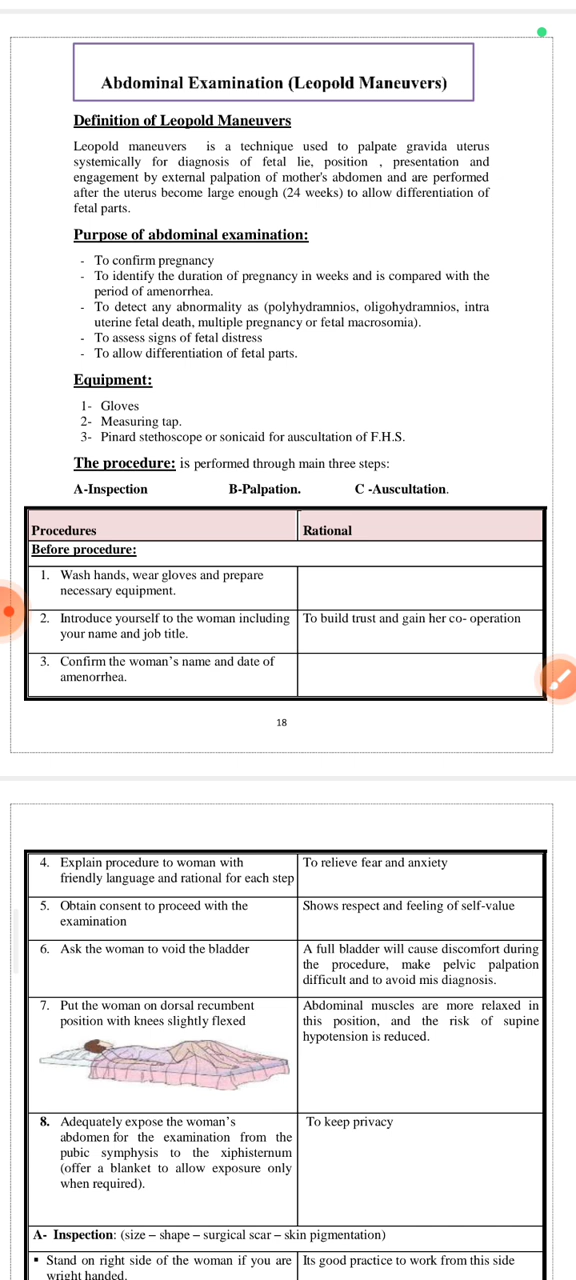 Abdominal Examination (Leopold Maneuvers)
Definition of Leopold Maneuvers
Leopold maneuvers is a technique used to palpate gravida uterus
systemically for diagnosis of fetal lie, position , presentation and
engagement by external palpation of mother's abdomen and are performed
after the uterus become large enough (24 weeks) to allow differentiation of
fetal parts.
Purpose of abdominal examination:
- To confirm pregnancy
- To identify the duration of pregnancy in weeks and is compared with the
period of amenorrhea.
- To detect any abnormality as (polyhydramnios, oligohydramnios, intra
uterine fetal death, multiple pregnancy or fetal macrosomia).
- To assess signs of fetal distress
- To allow differentiation of fetal parts.
Equipment:
1- Gloves
2- Measuring tap.
3- Pinard stethoscope or sonicaid for auscultation of F.H.S.
The procedure: is performed through main three steps:
A-Inspection B-Palpation. C -Auscultation.
Procedures Rational
Before procedure:
1. Wash hands, wear gloves and prepare
necessary equipment.
2. Introduce yourself to the woman including
your name and job title.
To build trust and gain her co- operation
3. Confirm the woman's name and date of
amenorrhea.
18
4. Explain procedure to woman with
friendly language and rational for each step
To relieve fear and anxiety
5. Obtain consent to proceed with the
examination
Shows respect and feeling of self-value
6. Ask the woman to void the bladder
A full bladder will cause discomfort during
the procedure, make pelvic palpation
difficult and to avoid mis diagnosis.
7. Put the woman on dorsal recumbent
position with knees slightly flexed
Abdominal muscles are more relaxed in
this position, and the risk of supine
hypotension is reduced.
8. Adequately expose the woman's
abdomen for the examination from the
pubic symphysis to the xiphisternum
(offer a blanket to allow exposure only
when required).
To keep privacy
A- Inspection: (size – shape – surgical scar – skin pigmentation)
▪ Stand on right side of the woman if you are
wright handed.
Its good practice to work from this side